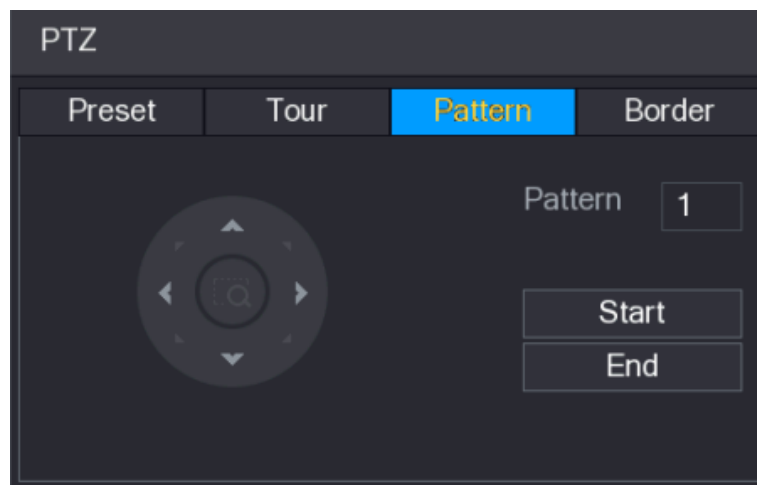 PTZ
Preset Tour Pattern Border
Pattern 1
Start
End